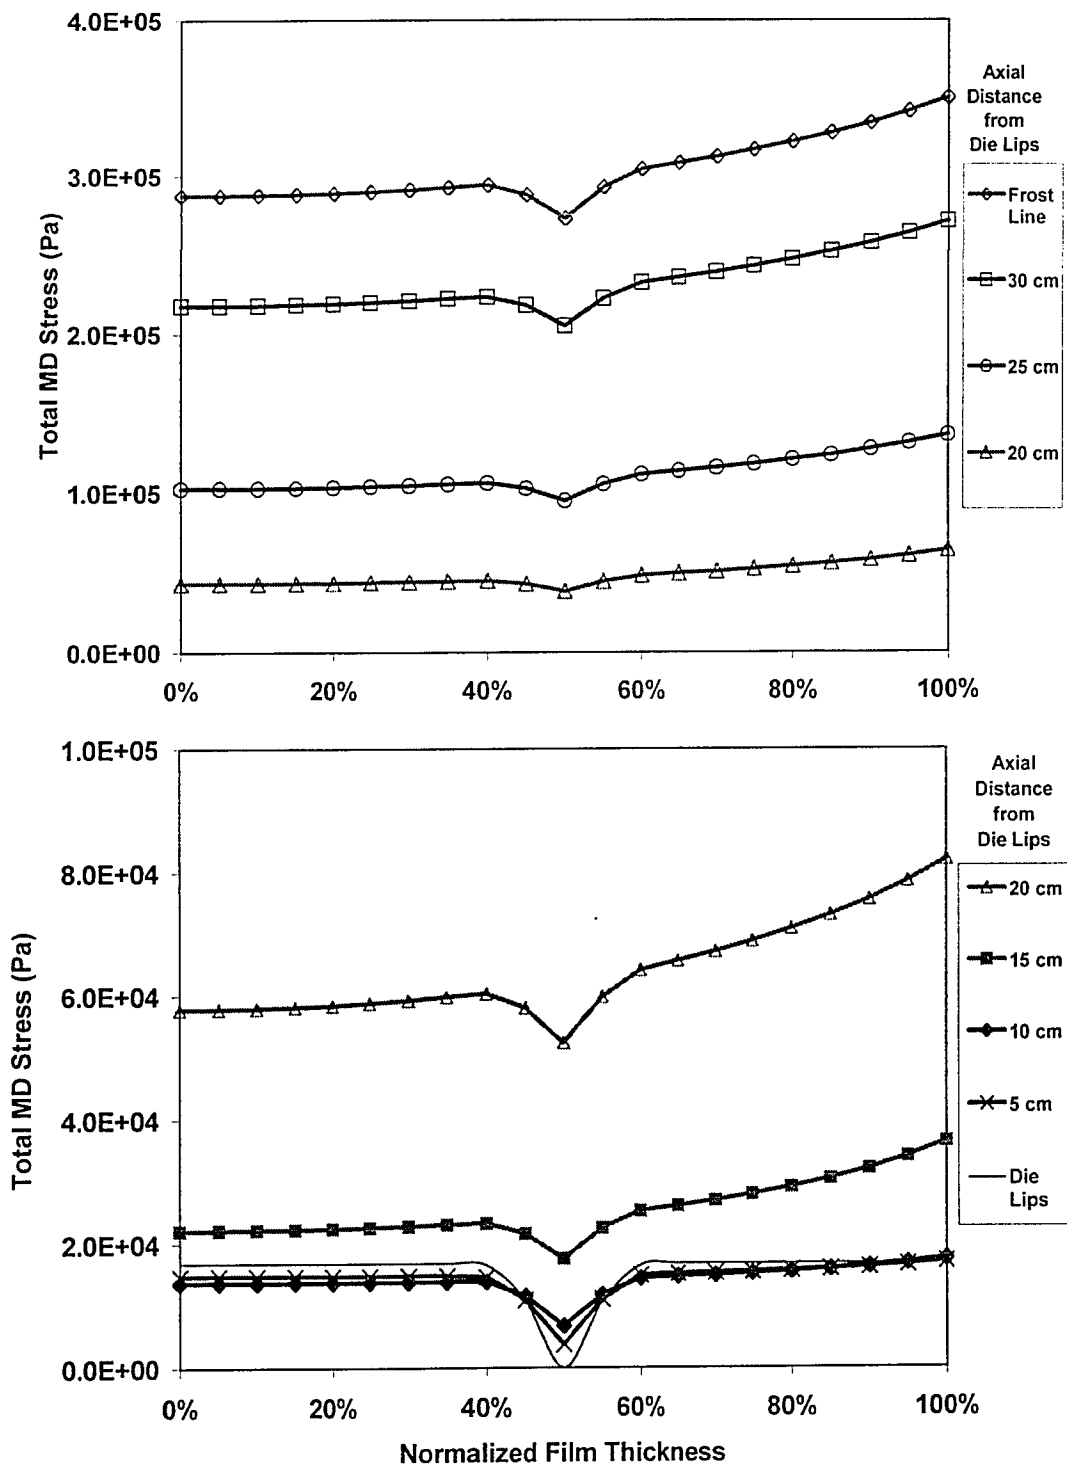 4.0E+05
3.0E+05
2.0E+05
1.0E+05
0.0E+00
Total MD Stress (Pa)
0% 20% 40% 60% 80% 100%
Axial
Distance
from
Die Lips
Frost
Line
30 cm
25 cm
20 cm
1.0E+05
8.0E+04
6.0E+04
4.0E+04
2.0E+04
0.0E+00
Total MD Stress (Pa)
0% 20% 40% 60% 80% 100%
Normalized Film Thickness
Axial
Distance
from
Die Lips
20 cm
15 cm
10 cm
5 cm
Die
Lips